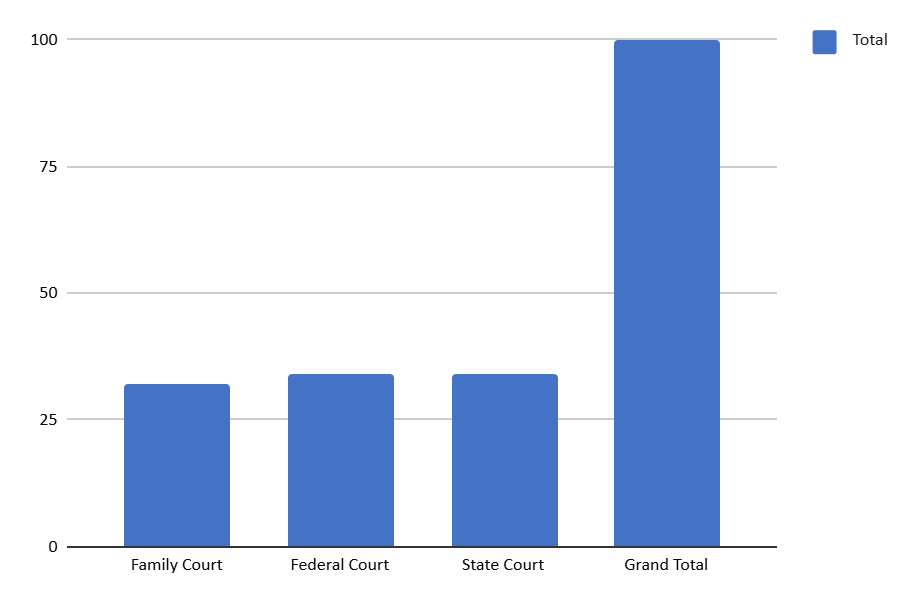 100
Total
75
50
25
0
Family Court
Federal Court
State Court
Grand Total